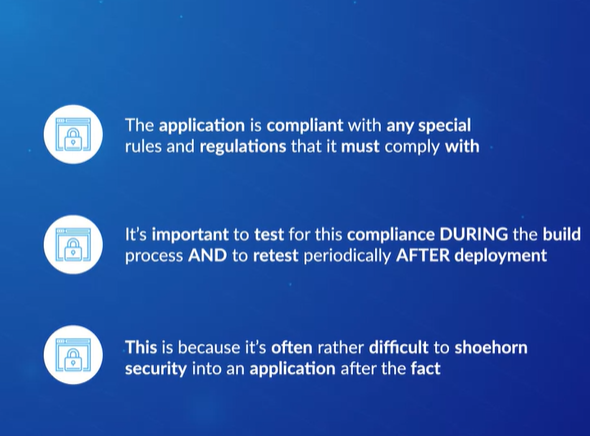 The application is compliant with any special
rules and regulations that it must comply with
It's important to test for this compliance DURING the build
process AND to retest periodically AFTER deployment
This is because it's often rather difficult to shoehorn
security into an application after the fact